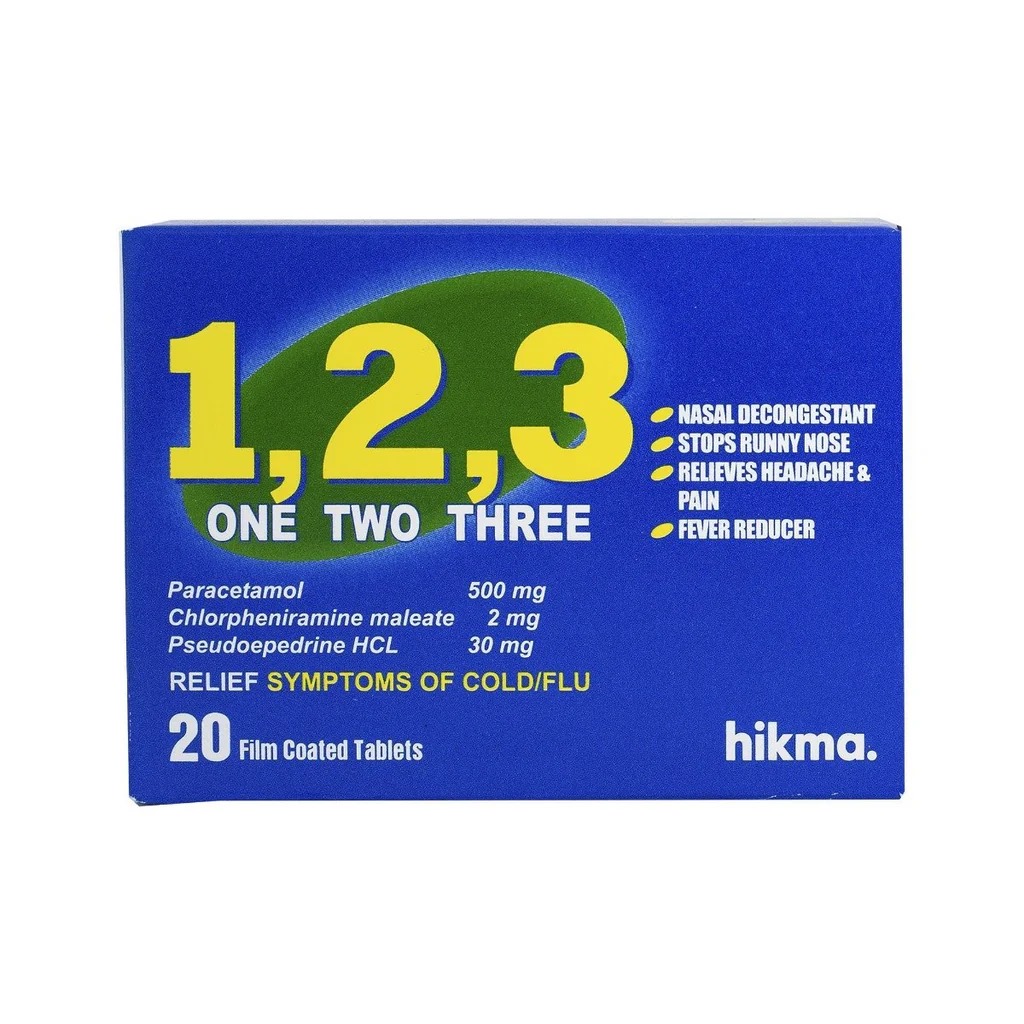 1,2,3
ONE TWO THREE
NASAL DECONGESTANT
STOPS RUNNY NOSE
RELIEVES HEADACHE &
PAIN
FEVER REDUCER
Paracetamol 500 mg
Chlorpheniramine maleate 2 mg
Pseudoepedrine HCL 30 mg
RELIEF SYMPTOMS OF COLD/FLU
20 Film Coated Tablets
hikma.